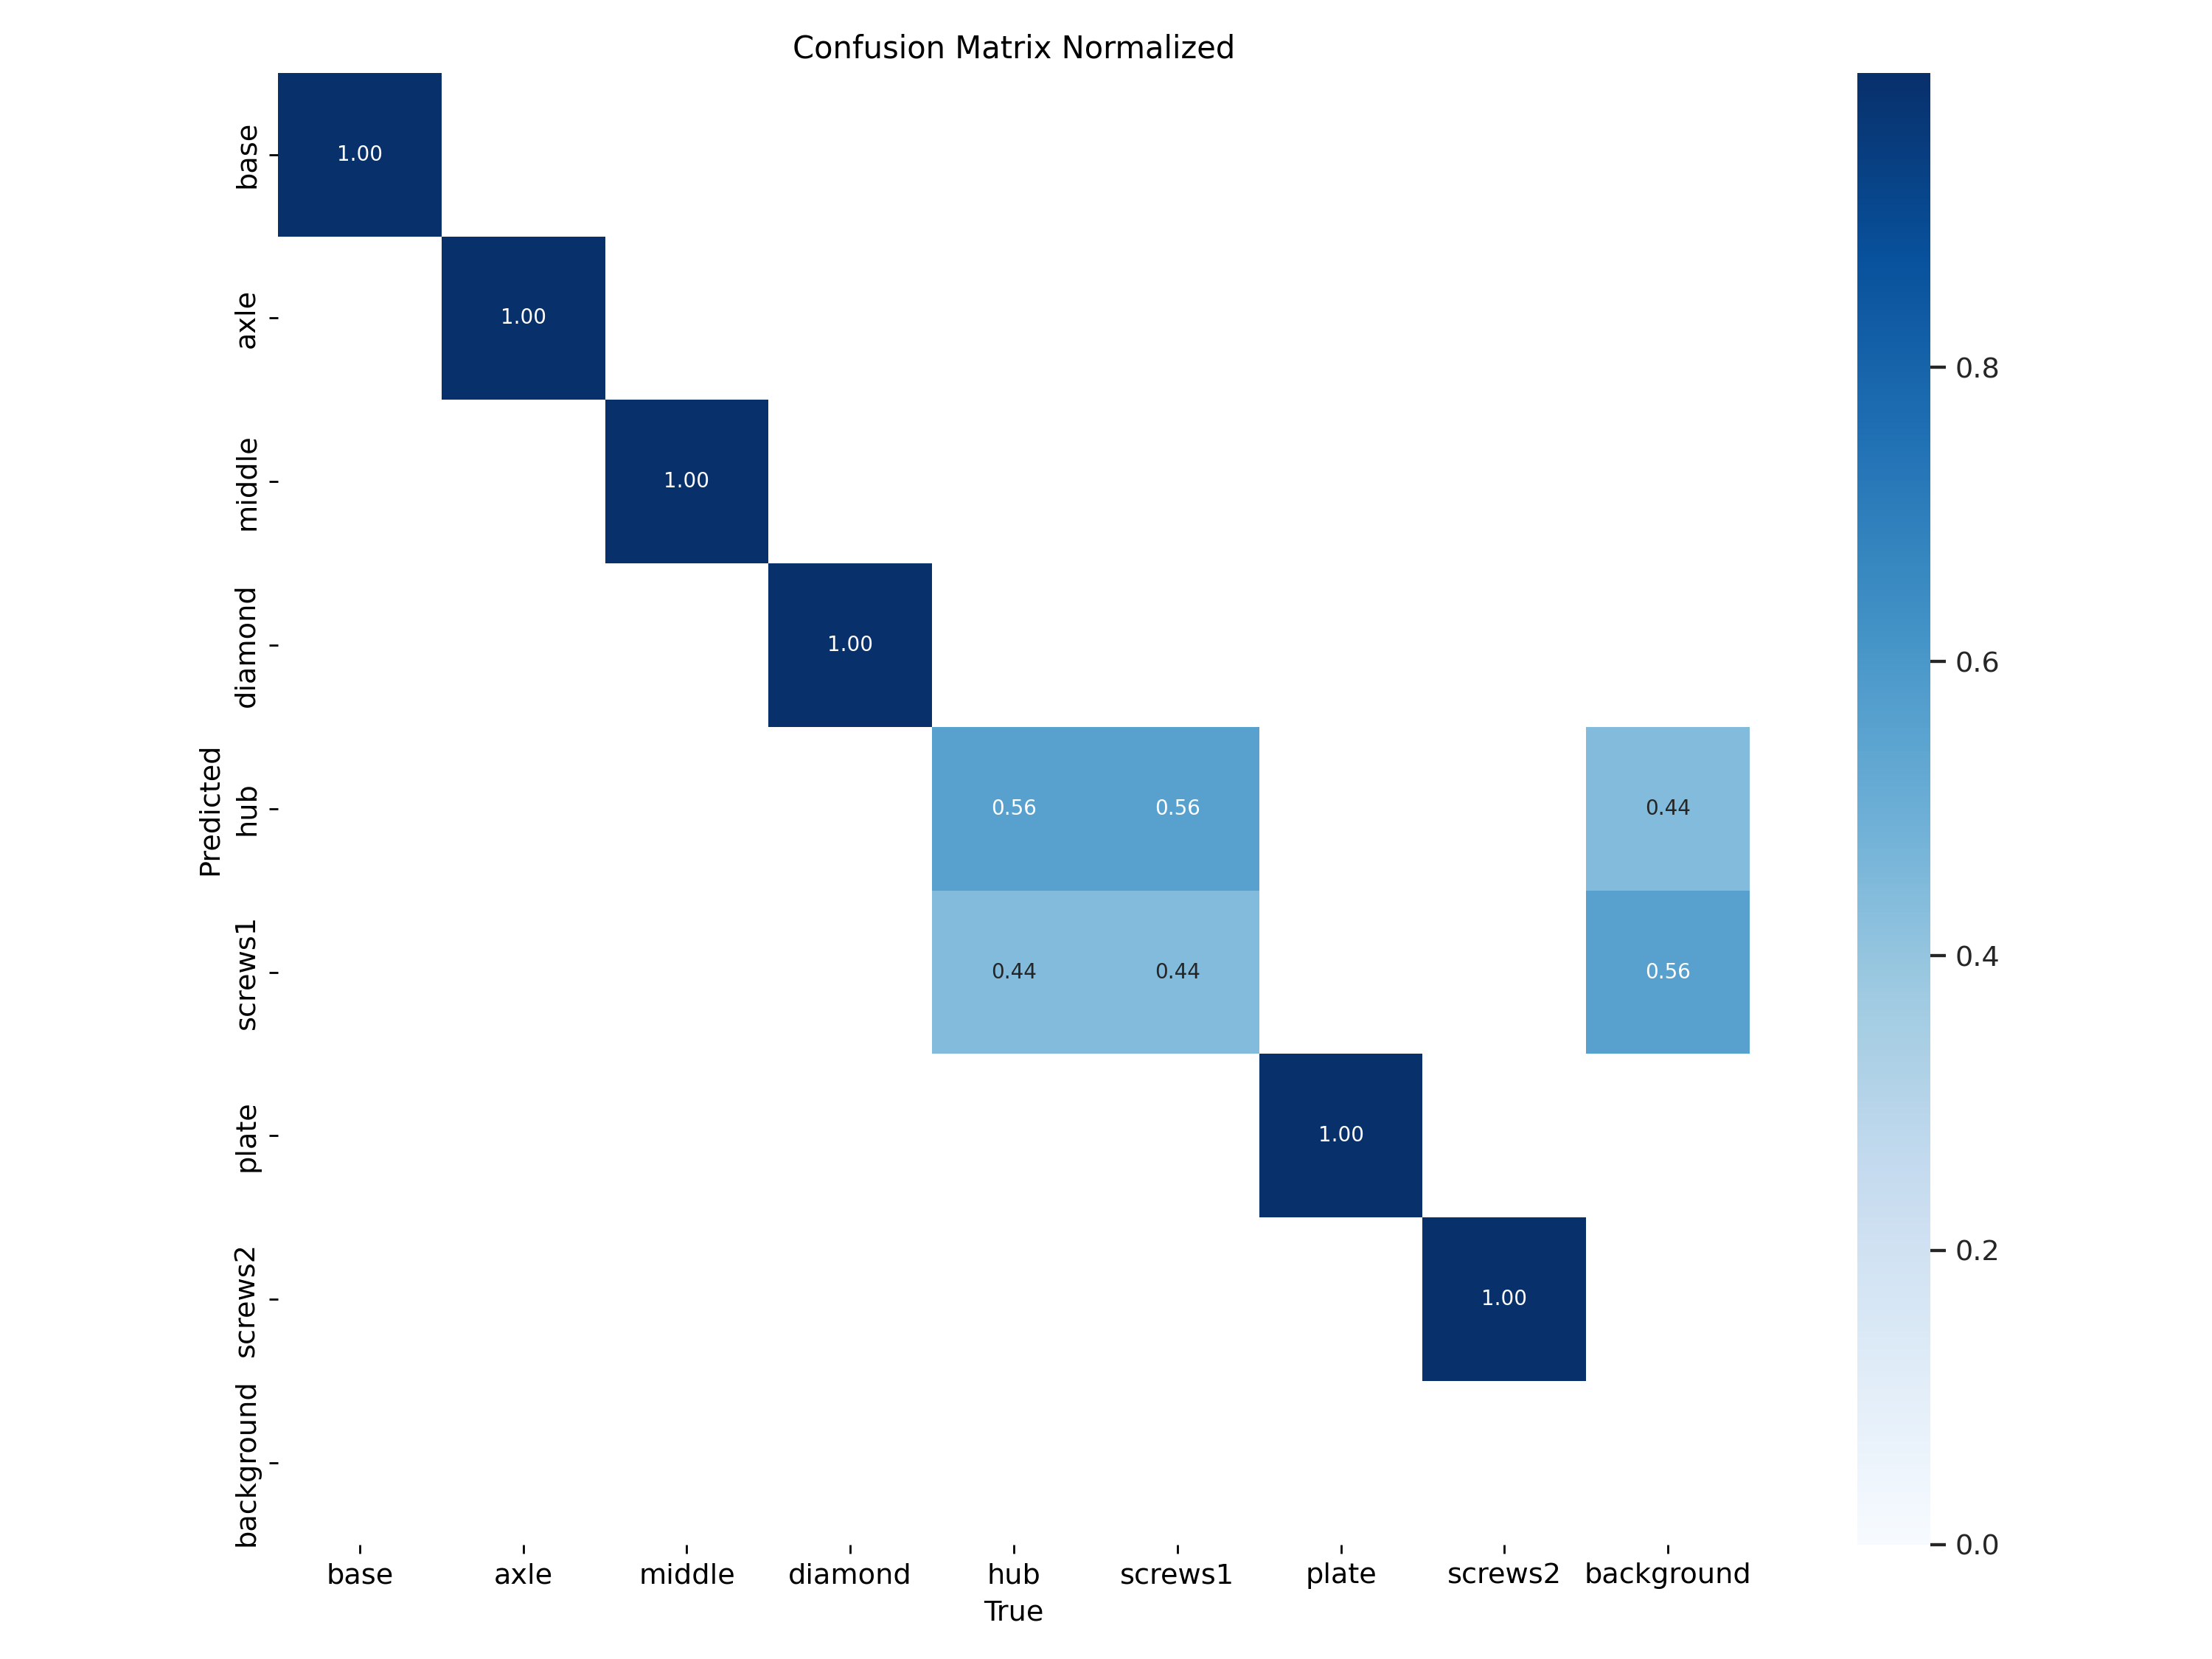 Confusion Matrix Normalized
base
1.00
axle
1.00
0.8
middle
1.00
diamond
1.00
0.6
Predicted
hub
0.56 0.56 0.44
screws1
0.44 0.44 0.56
0.4
plate
1.00
0.2
screws2
1.00
background
0.0
base axle middle diamond hub screws1 plate screws2 background
True